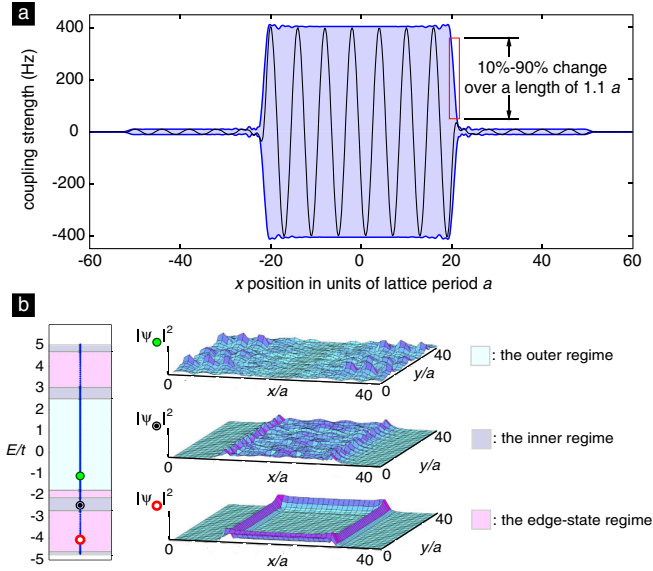 a
coupling strength (Hz)
400
200
0
-200
-400
10%-90% change
over a length of 1.1 a
-60
-40
-20
0
20
40
60
x position in units of lattice period a
b
E/t
5
4
3
2
1
0
-1
-2
-3
-4
-5
|ψ |²
0
x/a
40
0
y/a
40
: the outer regime
|ψ |²
0
x/a
40
0
y/a
40
: the inner regime
|ψ |²
0
x/a
40
0
y/a
40
: the edge-state regime